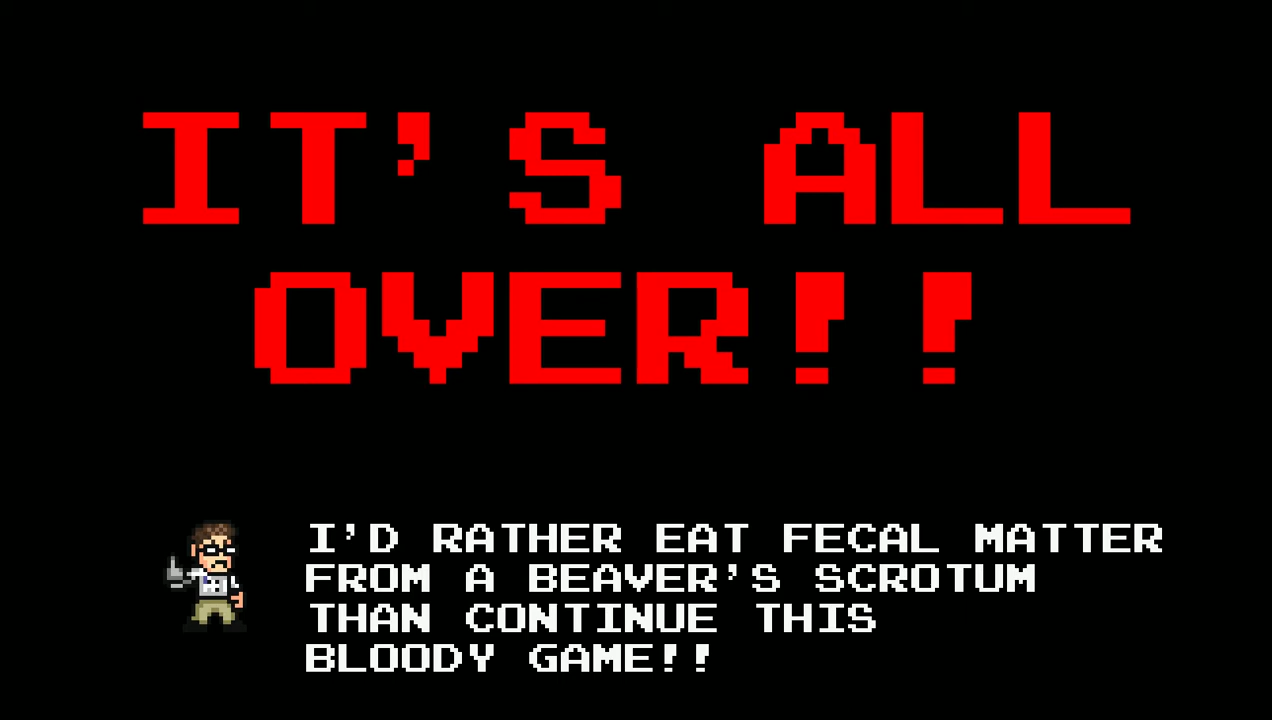 IT'S ALL
OVER!!
I'D RATHER EAT FECAL MATTER
FROM A BEAVER'S SCROTUM
THAN CONTINUE THIS
BLOODY GAME!!